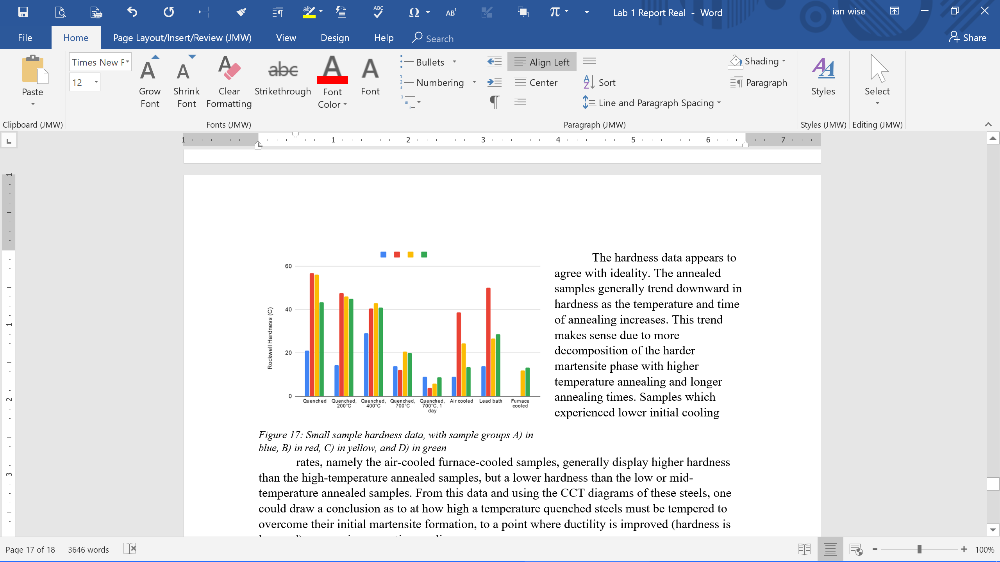 Lab 1 Report Real - Word
ian wise
File
Home
Page Layout/Insert/Review (JMW)
View
Design
Help
Search
Share
Paste
Clipboard (JMW)
Times New R
12
Grow Font
Shrink Font
Clear Formatting
abc
Strikethrough
Font Color
Font
Fonts (JMW)
Bullets
Numbering
Align Left
Center
Sort
Line and Paragraph Spacing
Shading
Paragraph
Paragraph (JMW)
Styles
Styles (JMW)
Select
Editing (JMW)
1 1 2 3 4 5 6 7
1
1
2
3
60
40
20
0
Rockwell Hardness (C)
Quenched
Quenched, 200°C
Quenched, 400°C
Quenched, 700°C
Quenched, 700°C, 1 day
Air cooled
Lead bath
Furnace cooled
Figure 17: Small sample hardness data, with sample groups A) in
blue, B) in red, C) in yellow, and D) in green
The hardness data appears to
agree with ideality. The annealed
samples generally trend downward in
hardness as the temperature and time
of annealing increases. This trend
makes sense due to more
decomposition of the harder
martensite phase with higher
temperature annealing and longer
annealing times. Samples which
experienced lower initial cooling
rates, namely the air-cooled furnace-cooled samples, generally display higher hardness
than the high-temperature annealed samples, but a lower hardness than the low or mid-
temperature annealed samples. From this data and using the CCT diagrams of these steels, one
could draw a conclusion as to at how high a temperature quenched steels must be tempered to
overcome their initial martensite formation, to a point where ductility is improved (hardness is
Page 17 of 18
3646 words
100%